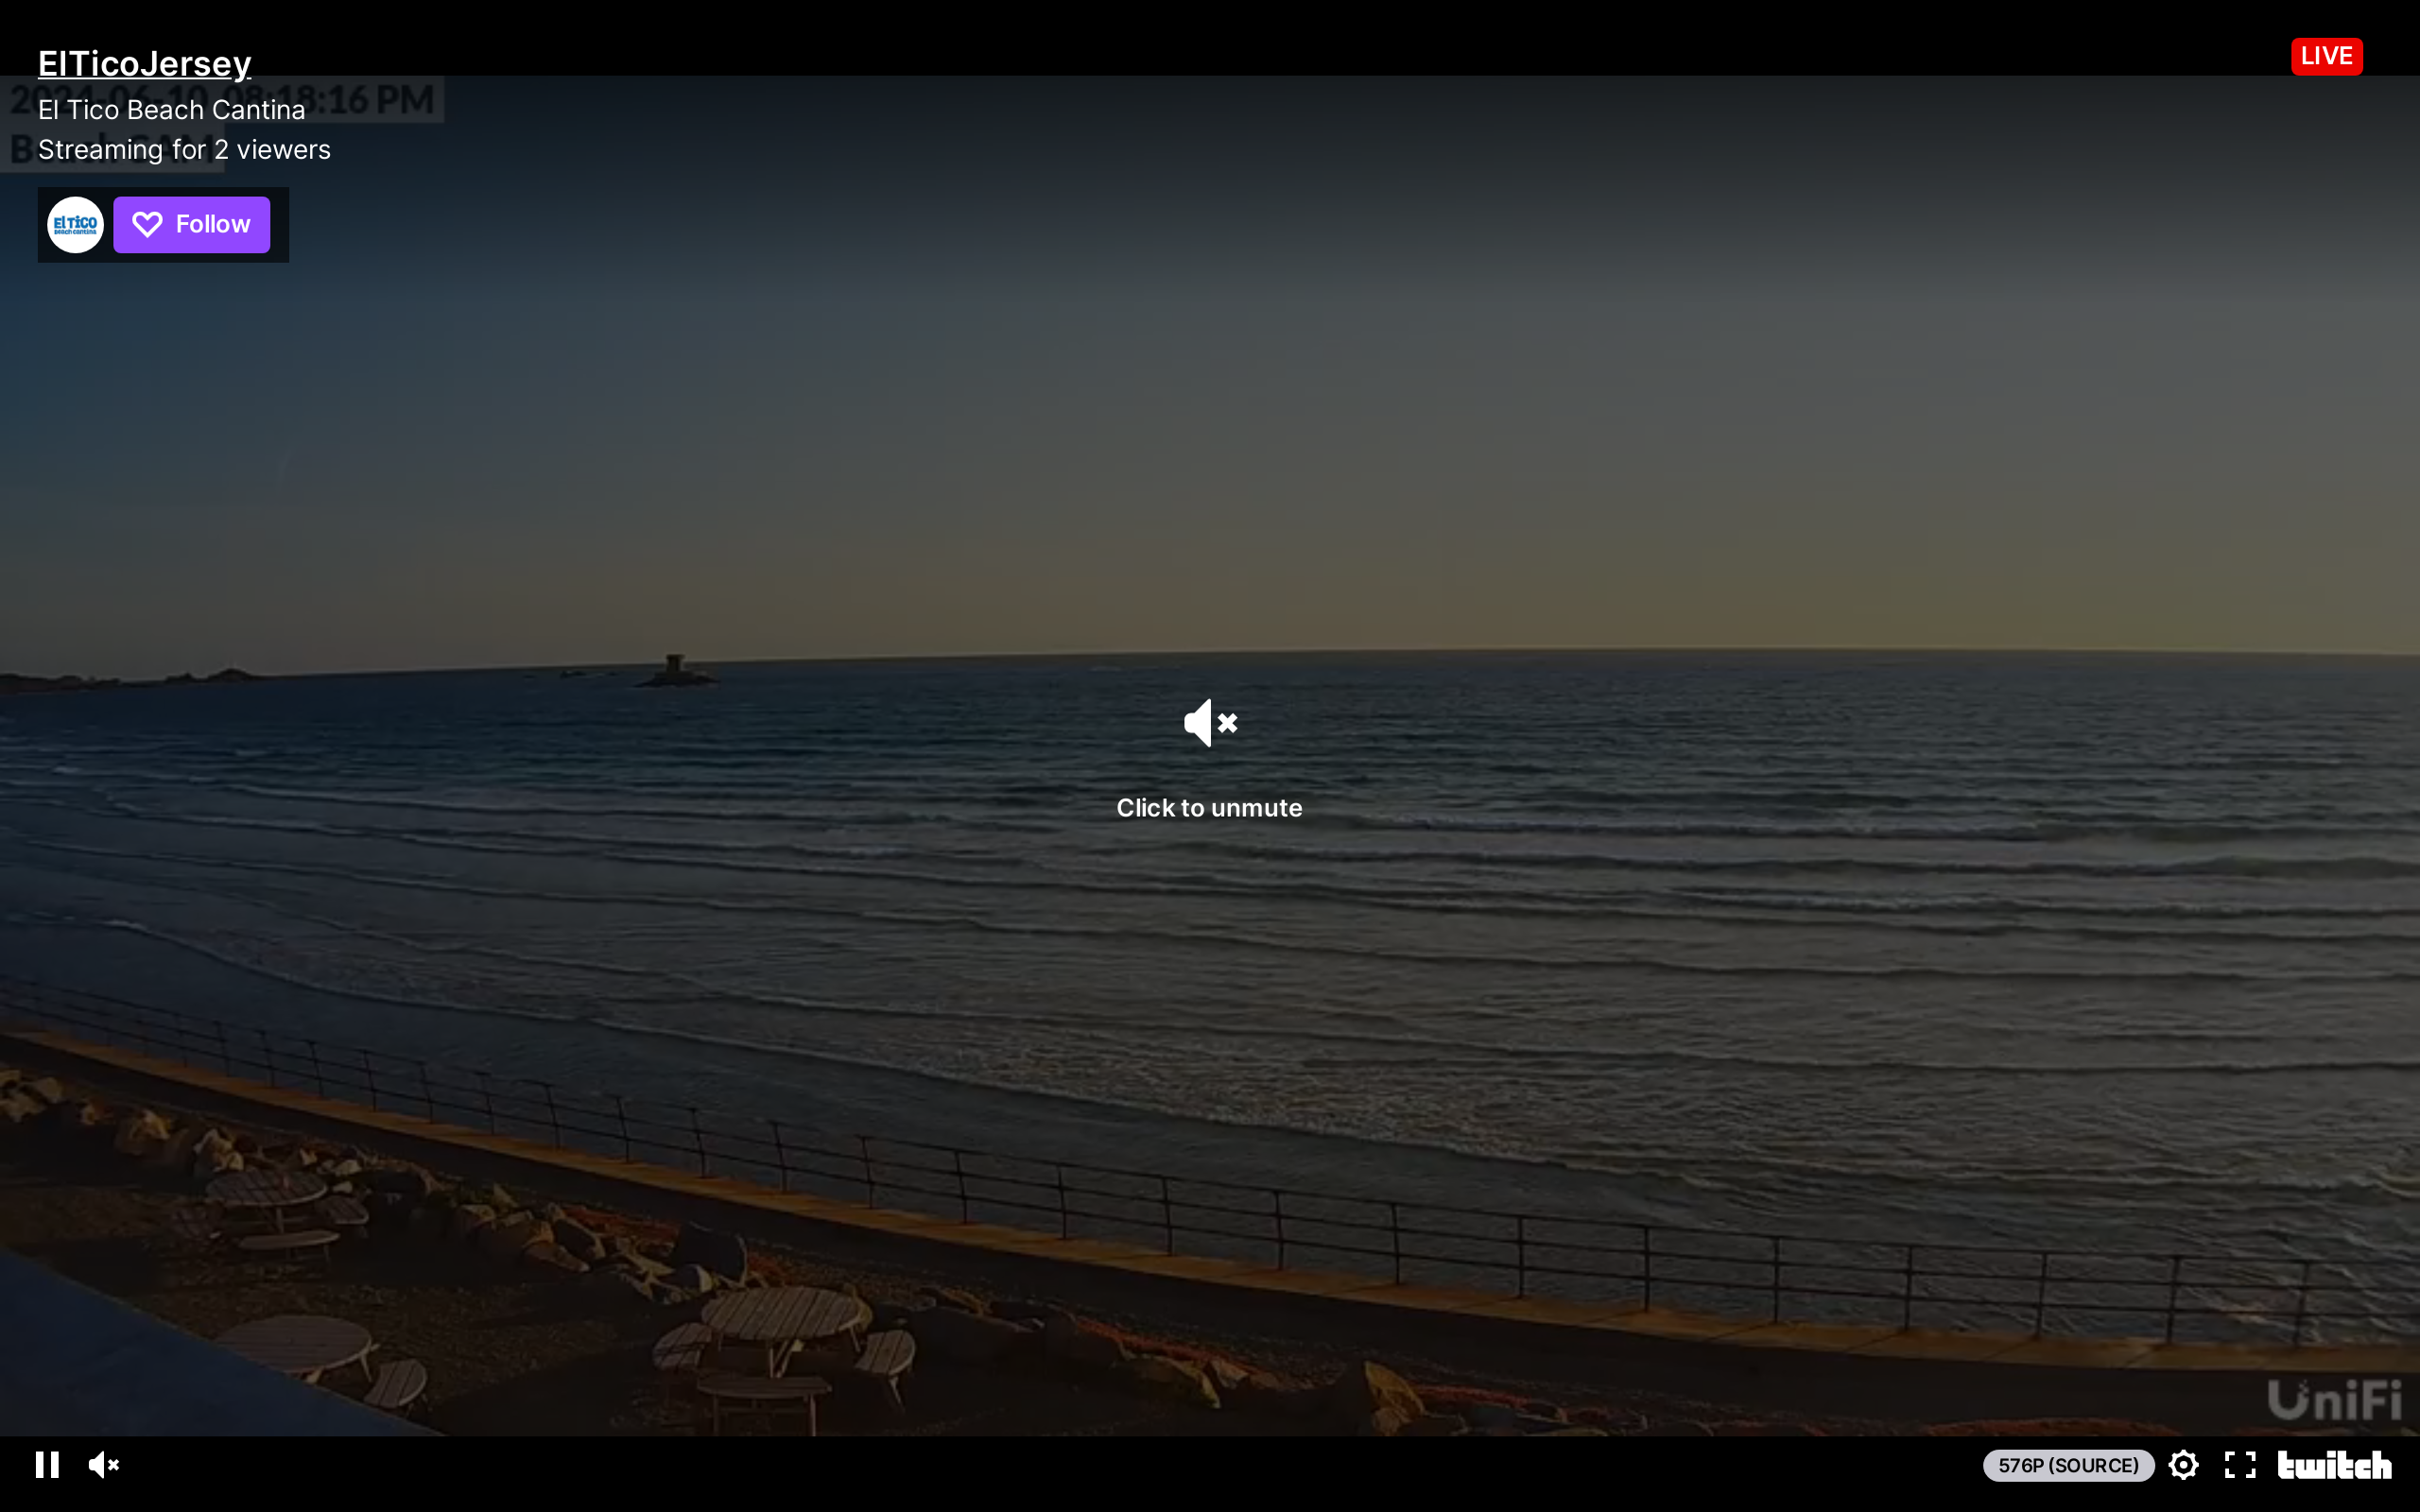 ElTicoJersey
LIVE
2024-06-10 08:18:16 PM
El Tico Beach Cantina
Streaming for 2 viewers
El Tico
Beach cantina
Follow
Click to unmute
UniFi
576P (SOURCE)
twitch